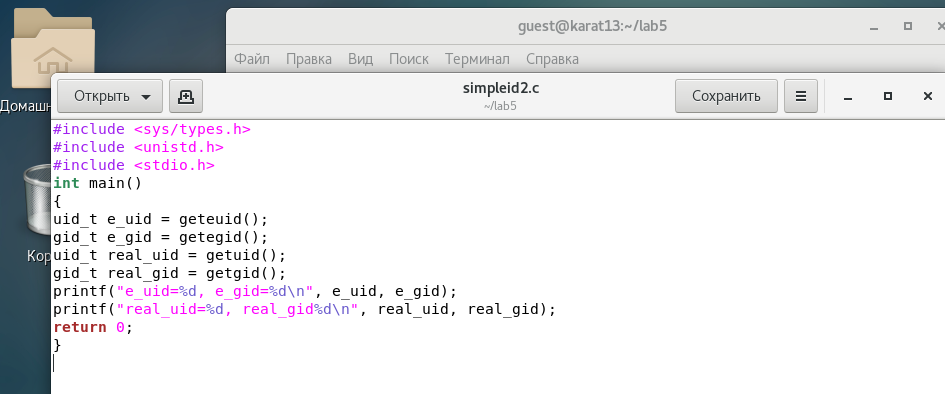 guest@karat13:~/lab5
Файл Правка Вид Поиск Терминал Справка
Домашн
Кор
Открыть
simpleid2.c
~/lab5
Сохранить
#include <sys/types.h>
#include <unistd.h>
#include <stdio.h>
int main()
{
uid_t e_uid = geteuid();
gid_t e_gid = getegid();
uid_t real_uid = getuid();
gid_t real_gid = getgid();
printf("e_uid=%d, e_gid=%d\n", e_uid, e_gid);
printf("real_uid=%d, real_gid%d\n", real_uid, real_gid);
return 0;
}